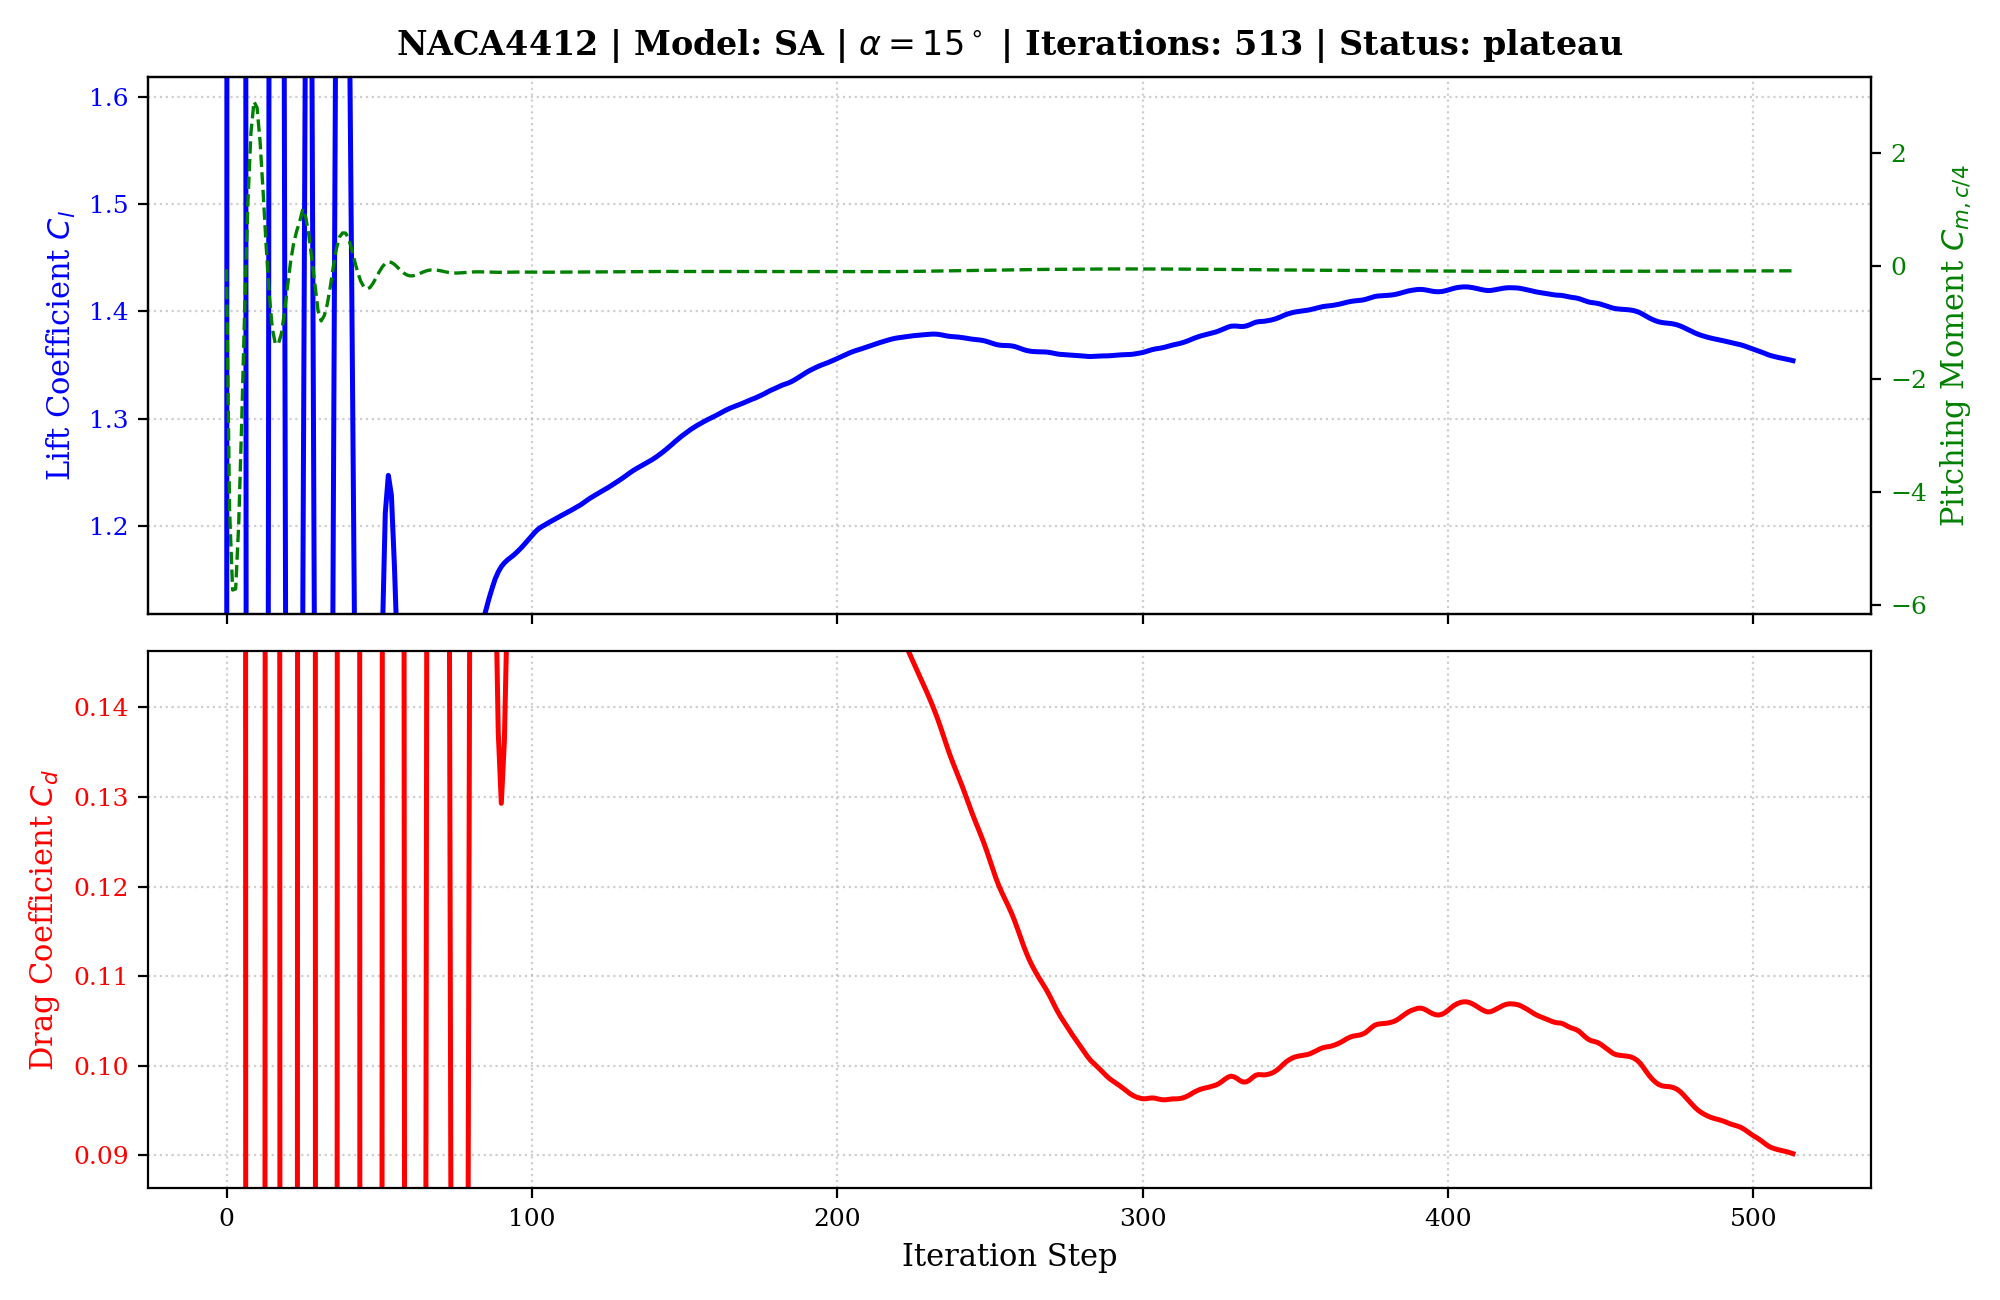 NACA4412 | Model: SA | α = 15° | Iterations: 513 | Status: plateau
1.6
1.5
1.4
1.3
1.2
Lift Coefficient C_l
2
0
−2
−4
−6
Pitching Moment C_{m, c/4}
0.14
0.13
0.12
0.11
0.10
0.09
Drag Coefficient C_d
0 100 200 300 400 500
Iteration Step